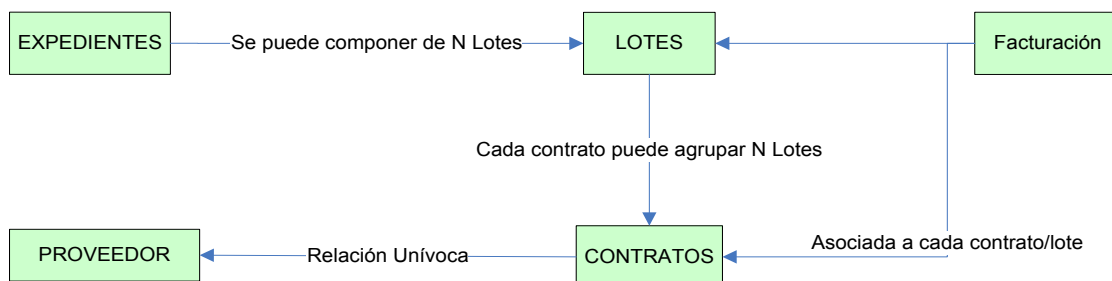 EXPEDIENTES
Se puede componer de N Lotes
LOTES
Facturación
Cada contrato puede agrupar N Lotes
PROVEEDOR
Relación Unívoca
CONTRATOS
Asociada a cada contrato/lote